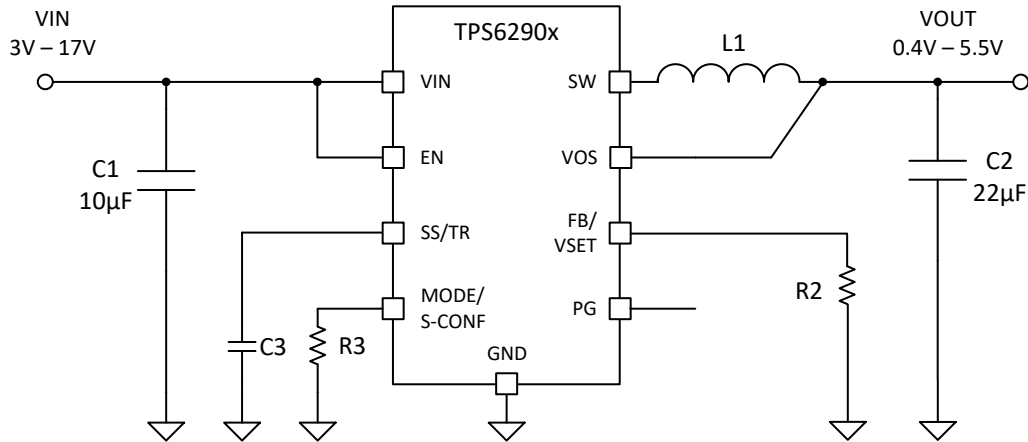 VIN
3V – 17V
TPS6290x
L1
VOUT
0.4V – 5.5V
VIN
SW
C1
10µF
EN
VOS
C2
22µF
SS/TR
FB/
VSET
R2
MODE/
S-CONF
PG
C3
R3
GND